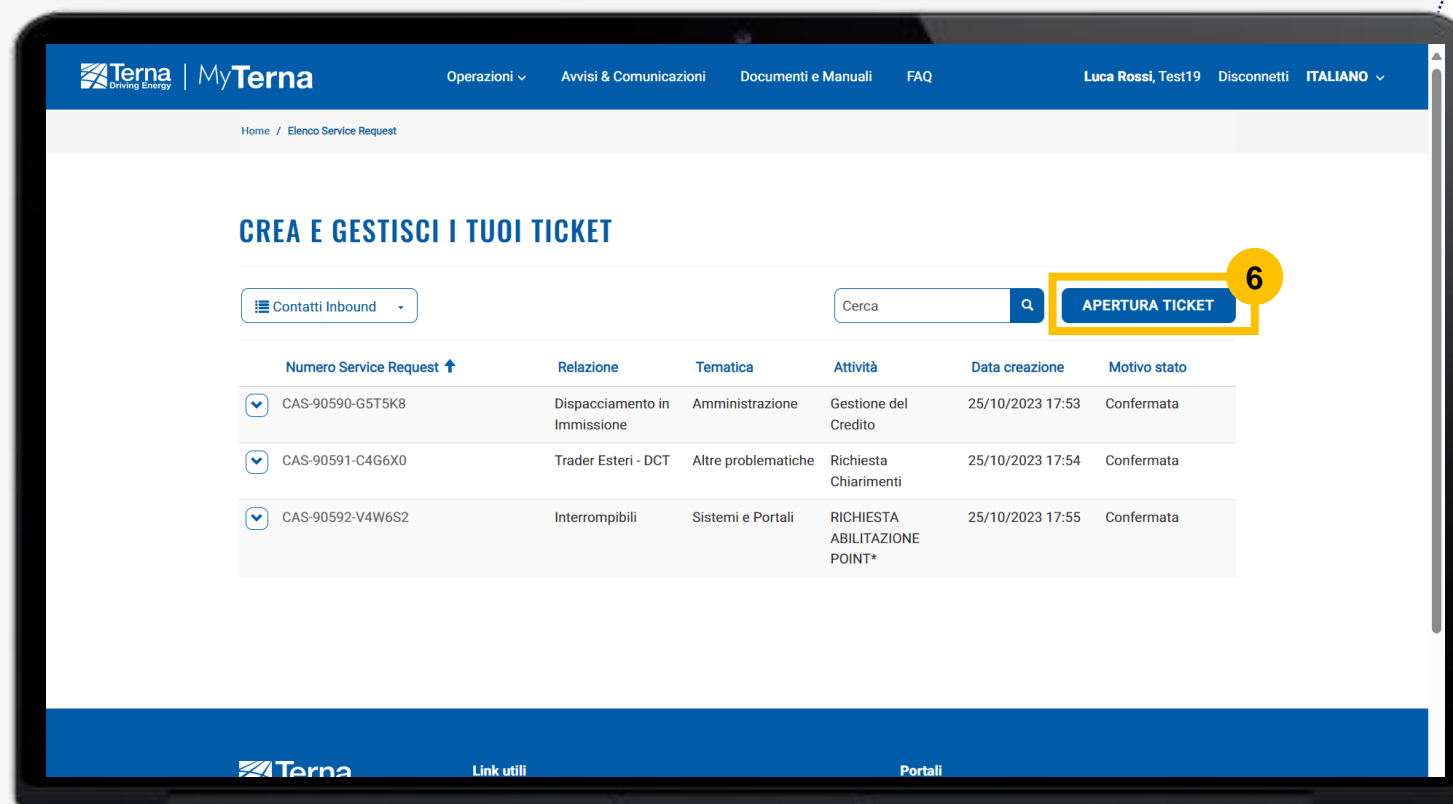 Terna
Driving Energy
MyTerna
Operazioni
Avvisi & Comunicazioni
Documenti e Manuali
FAQ
Luca Rossi, Test19
Disconnetti
ITALIANO
Home / Elenco Service Request
CREA E GESTISCI I TUOI TICKET
Contatti Inbound
Cerca
APERTURA TICKET
6
Numero Service Request
Relazione
Tematica
Attività
Data creazione
Motivo stato
CAS-90590-G5T5K8
Dispacciamento in
Immissione
Amministrazione
Gestione del
Credito
25/10/2023 17:53
Confermata
CAS-90591-C4G6X0
Trader Esteri - DCT
Altre problematiche
Richiesta
Chiarimenti
25/10/2023 17:54
Confermata
CAS-90592-V4W6S2
Interrompibili
Sistemi e Portali
RICHIESTA
ABILITAZIONE
POINT*
25/10/2023 17:55
Confermata
Terna
Link utili
Portali